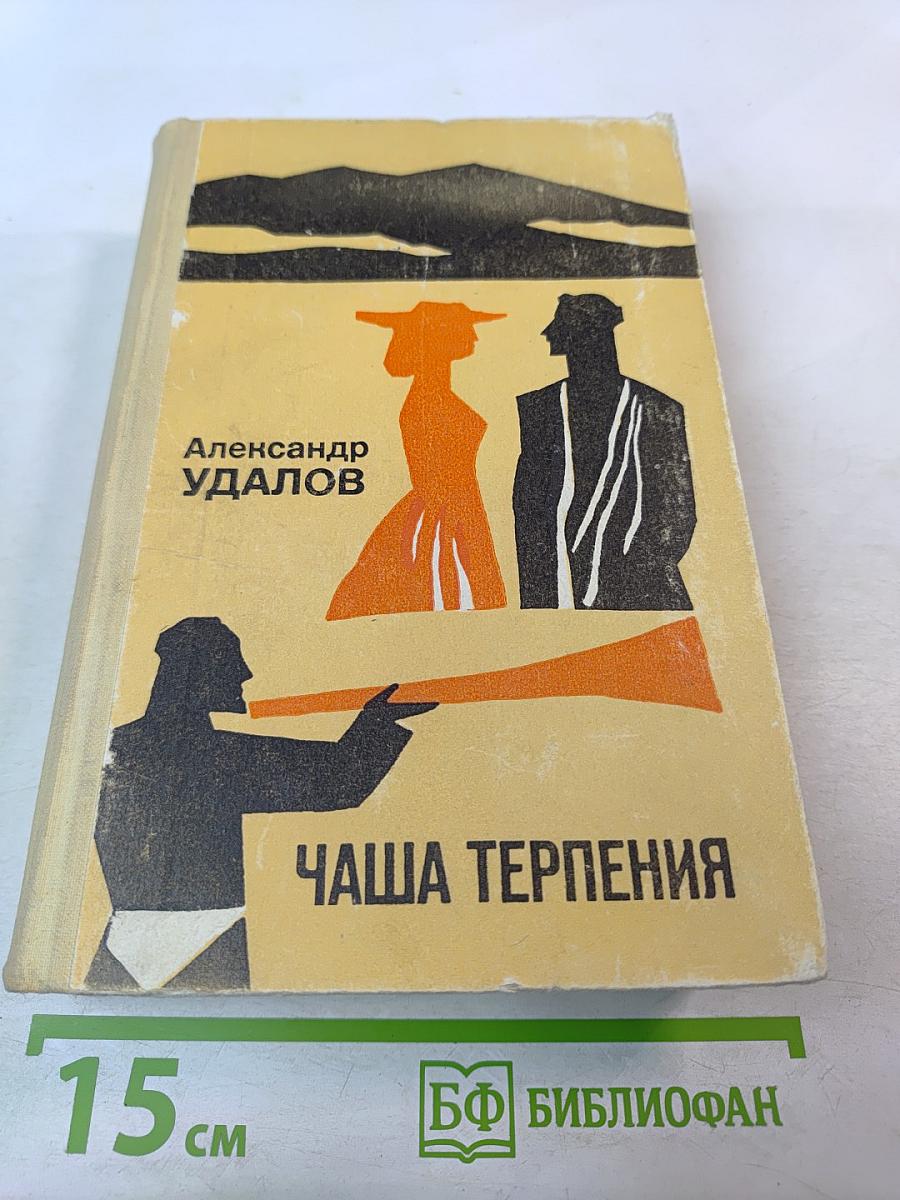 Александр
УДАЛОВ
ЧАША ТЕРПЕНИЯ
15 см
БФ БИБЛИОФАН